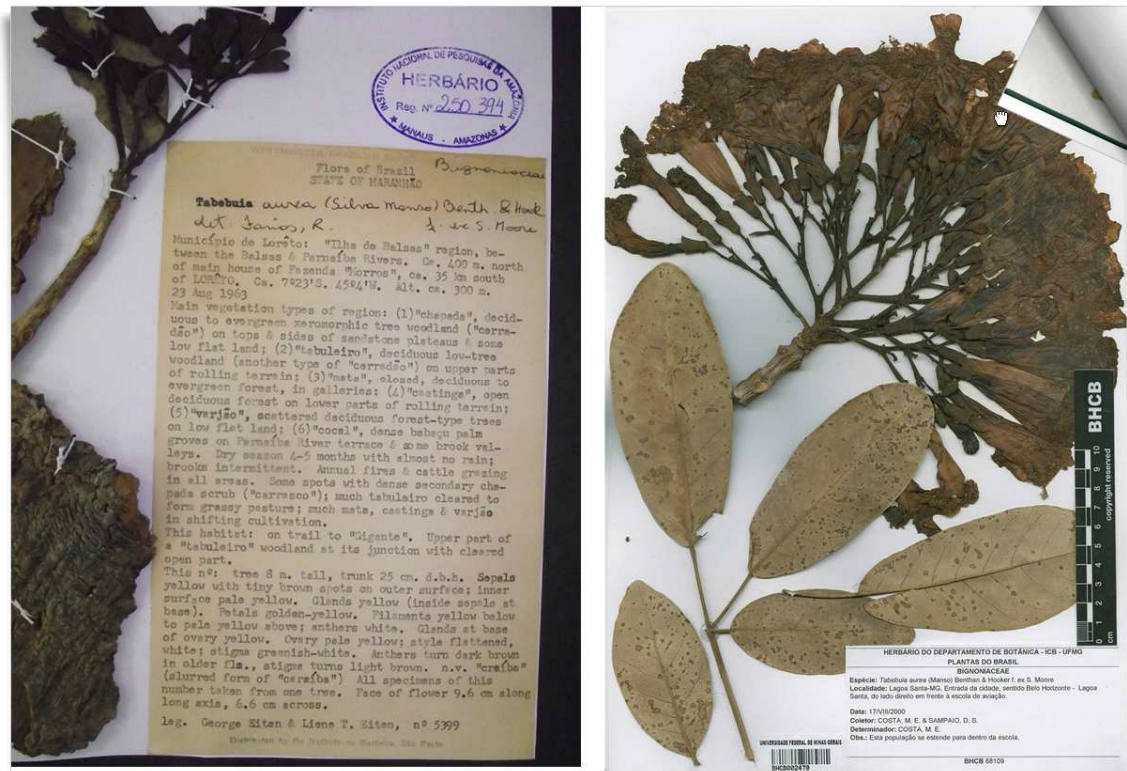 INSTITUTO NACIONAL DE PESQUISAS DA AMAZONIA
HERBÁRIO
Reg. Nº 250.394
MANAUS - AMAZONAS
Bignoniaceae
Flora of Brazil
STATE OF MARANHÃO
Tabebuia aurea (Silva Manso) Benth. & Hook
f. ex S. Moore
det. Farias, R.
Município de Lorêto: "Ilha de Balsas" region, be-
tween the Balsas & Parnaíba Rivers. Ca. 400 m. north
of main house of Fazenda "Morros", ca. 35 km south
of LORÊTO. Ca. 7º23'S. 45º4'W. Alt. ca. 300 m.
23 Aug 1963
Main vegetation types of region: (1)"chapada", decid-
uous to evergreen xeromorphic tree woodland ("cerra-
dão") on tops & sides of sandstone plateaus & some
low flat land; (2)"tabuleiro", deciduous low-tree
woodland (another type of "cerradão") on upper parts
of rolling terrain; (3)"mata", closed, deciduous to
evergreen forest, in galleries; (4)"caatinga", open
deciduous forest on lower parts of rolling terrain;
(5)"varjão", scattered deciduous forest-type trees
on low flat land; (6)"cocal", dense babaçu palm
groves on Parnaíba River terrace & some brook val-
leys. Dry season 4-5 months with almost no rain;
brooks intermittent. Annual fires & cattle grazing
in all areas. Some spots with dense secondary cha-
pada scrub ("carrasco"); much tabuleiro cleared to
form grassy pasture; much mata, caatinga & varjão
in shifting cultivation.
This habitat: on trail to "Gigante". Upper part of
a "tabuleiro" woodland at its junction with cleared
open part.
This nº: tree 8 m. tall, trunk 25 cm. d.b.h. Sepals
yellow with tiny brown spots on outer surface; inner
surface pale yellow. Glands yellow (inside sepals at
base). Petals golden-yellow. Filaments yellow below
to pale yellow above; anthers white. Glands at base
of ovary yellow. Ovary pale yellow; style flattened,
white; stigma greenish-white. Anthers turn dark brown
in older fls., stigma turns light brown. n.v. "craíba"
(slurred form of "caraíba") All specimens of this
number taken from one tree. Face of flower 9.6 cm along
long axis, 6.6 cm across.
leg. George Eiten & Liene T. Eiten, nº 5399
Distributed by the Instituto de Botânica, São Paulo
BHCB
copyright reserved
0 1 2 3 4 5 6 7 8 9 10
cm
HERBÁRIO DO DEPARTAMENTO DE BOTÂNICA - ICB - UFMG
PLANTAS DO BRASIL
BIGNONIACEAE
Espécie: Tabebuia aurea (Manso) Benthan & Hooker f. ex S. Moore
Localidade: Lagoa Santa-MG. Entrada da cidade, sentido Belo Horizonte - Lagoa
Santa, do lado direito em frente à escola de aviação.
Data: 17/VIII/2000
Coletor: COSTA, M. E. & SAMPAIO, D. S.
Determinador: COSTA, M. E.
Obs.: Esta população se estende para dentro da escola.
BHCB 68109
UNIVERSIDADE FEDERAL DE MINAS GERAIS
BHCB002479